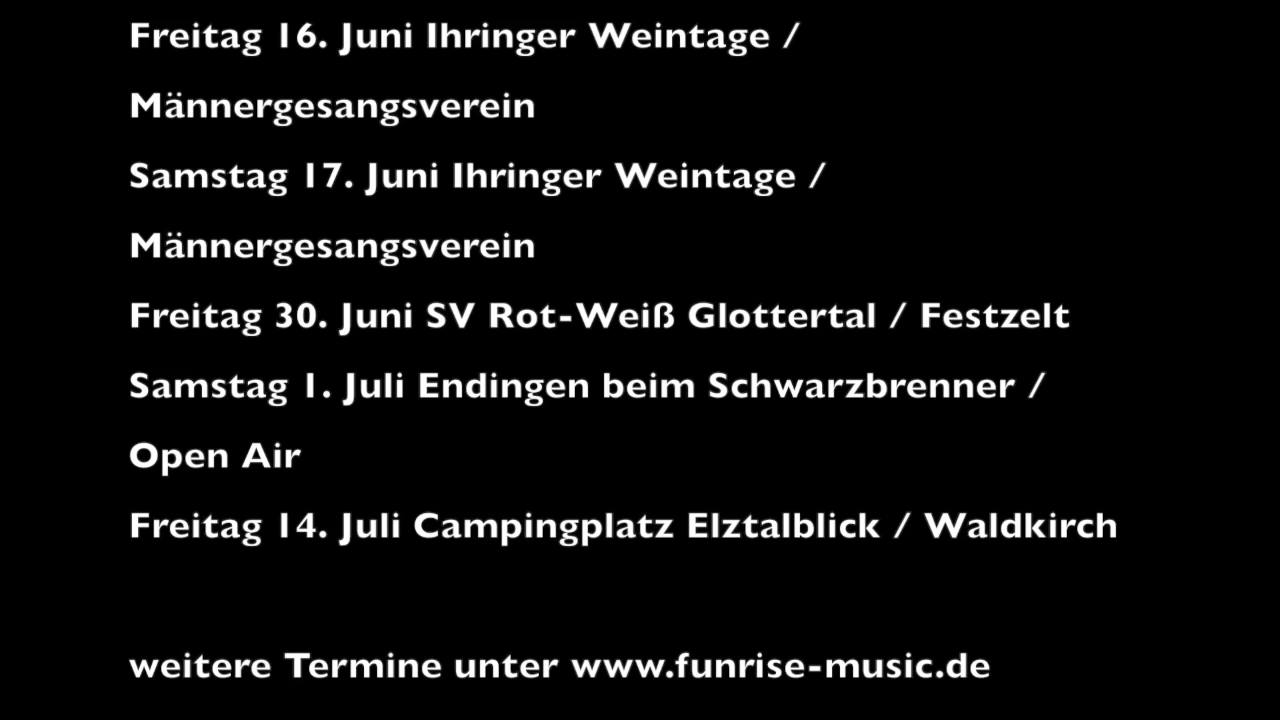 Freitag 16. Juni Ihringer Weintage /
Männergesangsverein
Samstag 17. Juni Ihringer Weintage /
Männergesangsverein
Freitag 30. Juni SV Rot-Weiß Glottertal / Festzelt
Samstag 1. Juli Endingen beim Schwarzbrenner /
Open Air
Freitag 14. Juli Campingplatz Elztalblick / Waldkirch
weitere Termine unter www.funrise-music.de